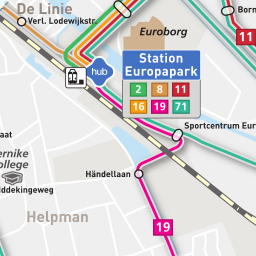 De Linie
Verl. Lodewijkstr.
Euroborg
Born
11
hub
Station
Europapark
2 8 11
16 19 71
Sportcentrum Eur
aat
ernike
ollege
ddekingeweg
Händellaan
Helpman
19